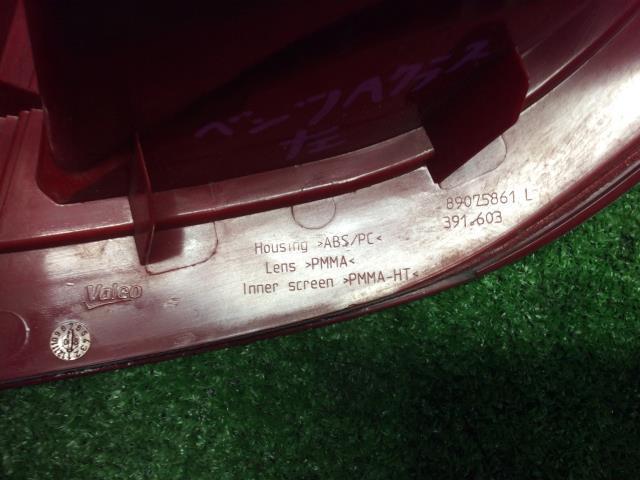 ベンツAクラス
左
89025861 L
391.603
Housing >ABS/PC<
Lens >PMMA<
Inner screen >PMMA-HT<
Valeo